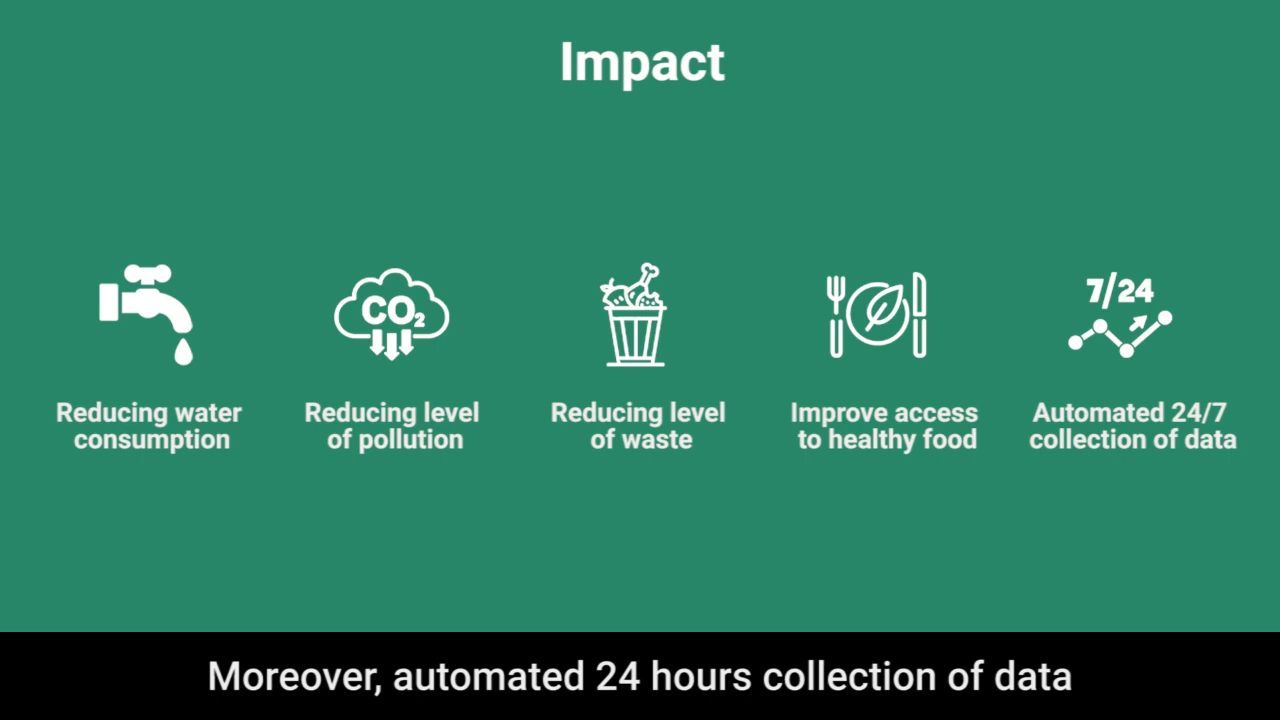 Impact
CO₂
7/24
Reducing water
consumption
Reducing level
of pollution
Reducing level
of waste
Improve access
to healthy food
Automated 24/7
collection of data
Moreover, automated 24 hours collection of data